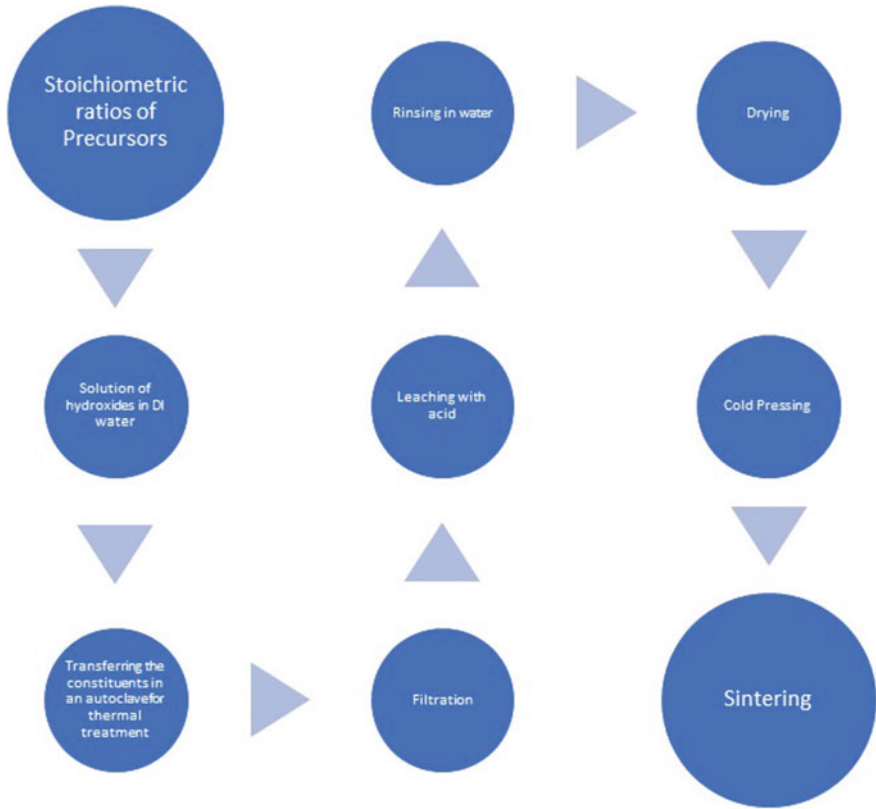 Stoichiometric
ratios of
Precursors
Solution of
hydroxides in DI
water
Transferring the
constituents in
an autoclavefor
thermal
treatment
Filtration
Leaching with
acid
Rinsing in water
Drying
Cold Pressing
Sintering